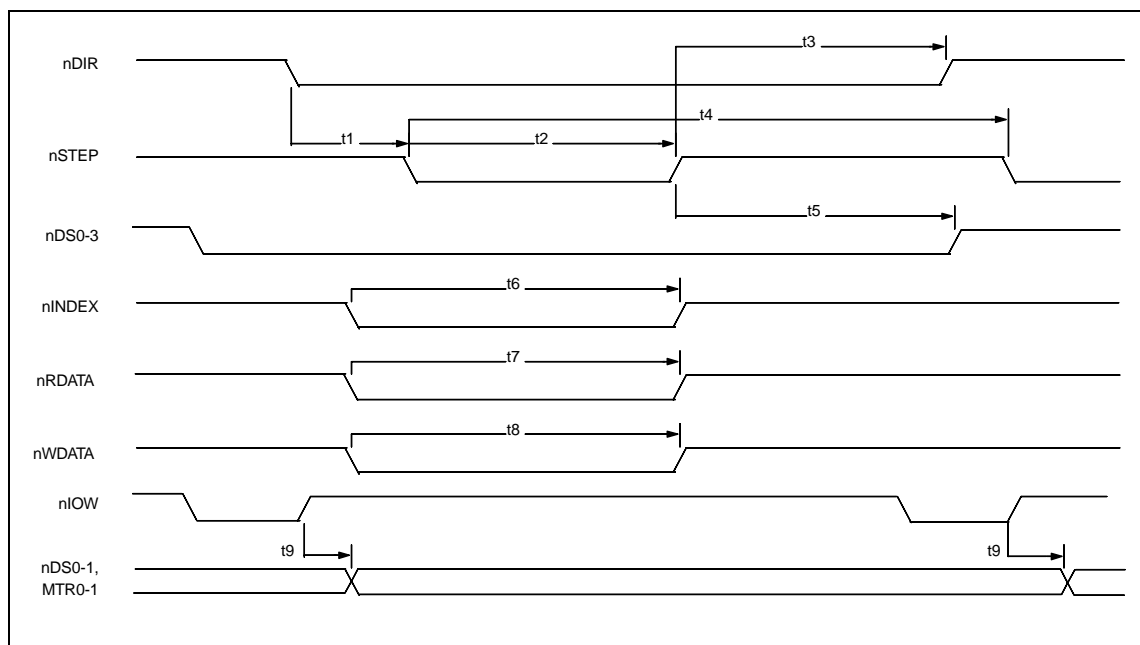 t3
nDIR
t4
t1
t2
nSTEP
t5
nDS0-3
t6
nINDEX
t7
nRDATA
t8
nWDATA
nIOW
t9
t9
nDS0-1,
MTR0-1